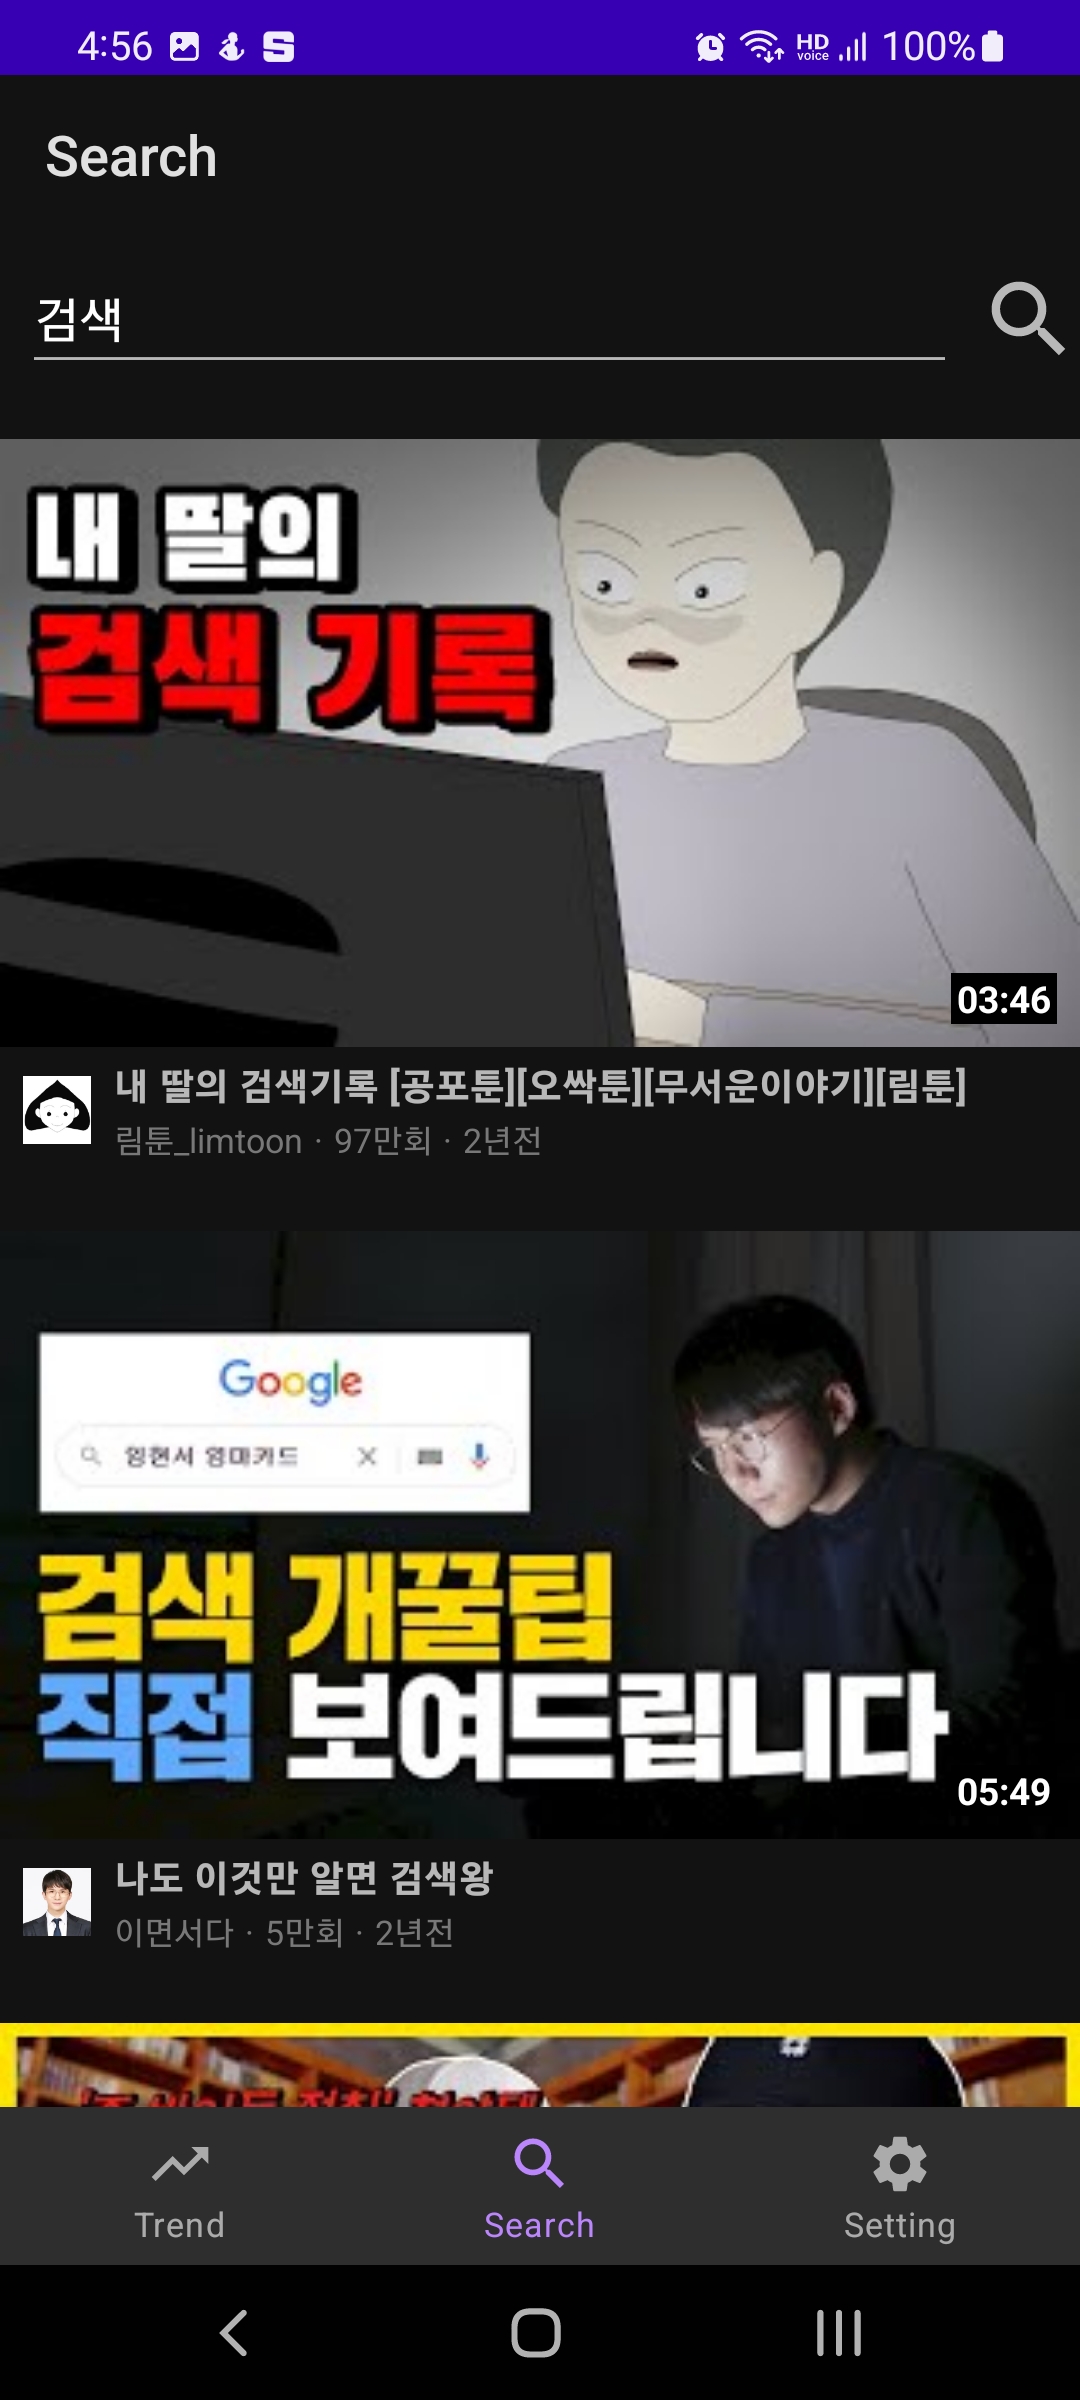 4:56
HD voice
100%
Search
검색
내 딸의
검색 기록
03:46
내 딸의 검색기록 [공포툰][오싹툰][무서운이야기][림툰]
림툰_limtoon · 97만회 · 2년전
Google
검색 개꿀팁
직접 보여드립니다
05:49
나도 이것만 알면 검색왕
이면서다 · 5만회 · 2년전
Trend
Search
Setting